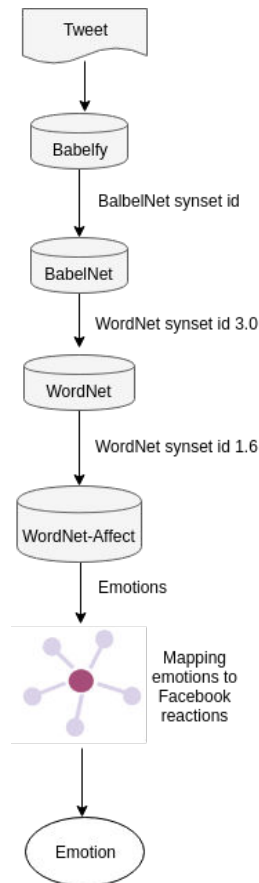 Tweet
Babelfy
BalbelNet synset id
BabelNet
WordNet synset id 3.0
WordNet
WordNet synset id 1.6
WordNet-Affect
Emotions
Mapping
emotions to
Facebook
reactions
Emotion